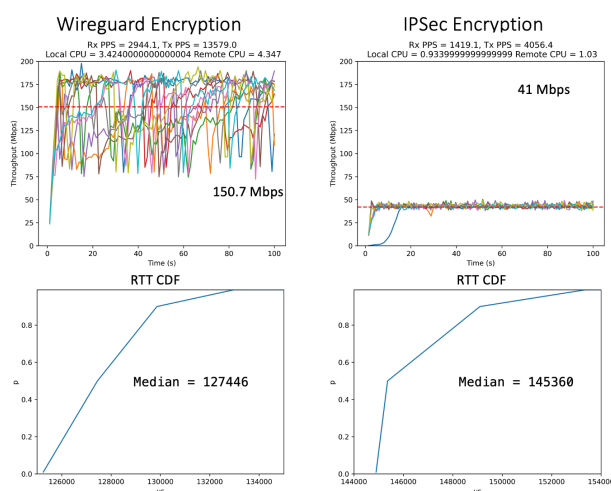 Wireguard Encryption
Rx PPS = 2944.1, Tx PPS = 13579.0
Local CPU = 3.4240000000000004 Remote CPU = 4.347
200
175
150
125
100
75
50
25
0
Throughput (Mbps)
150.7 Mbps
0 20 40 60 80 100
Time (s)
IPSec Encryption
Rx PPS = 1419.1, Tx PPS = 4056.4
Local CPU = 0.9339999999999999 Remote CPU = 1.03
200
175
150
125
100
75
50
25
0
Throughput (Mbps)
41 Mbps
0 20 40 60 80 100
Time (s)
RTT CDF
0.8
0.6
0.4
0.2
0.0
p
Median = 127446
126000 128000 130000 132000 134000
RTT CDF
0.8
0.6
0.4
0.2
0.0
p
Median = 145360
144000 146000 148000 150000 152000 154000